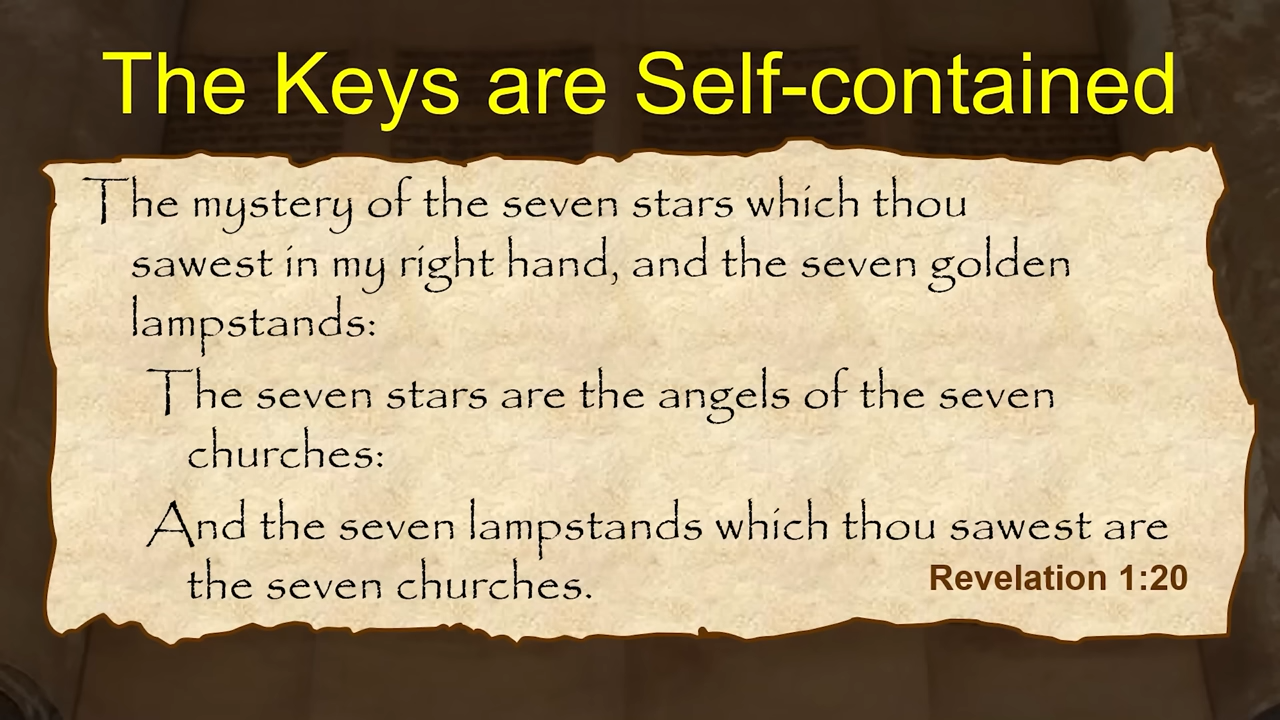 The Keys are Self-contained
The mystery of the seven stars which thou
sawest in my right hand, and the seven golden
lampstands:
The seven stars are the angels of the seven
churches:
And the seven lampstands which thou sawest are
the seven churches.
Revelation 1:20